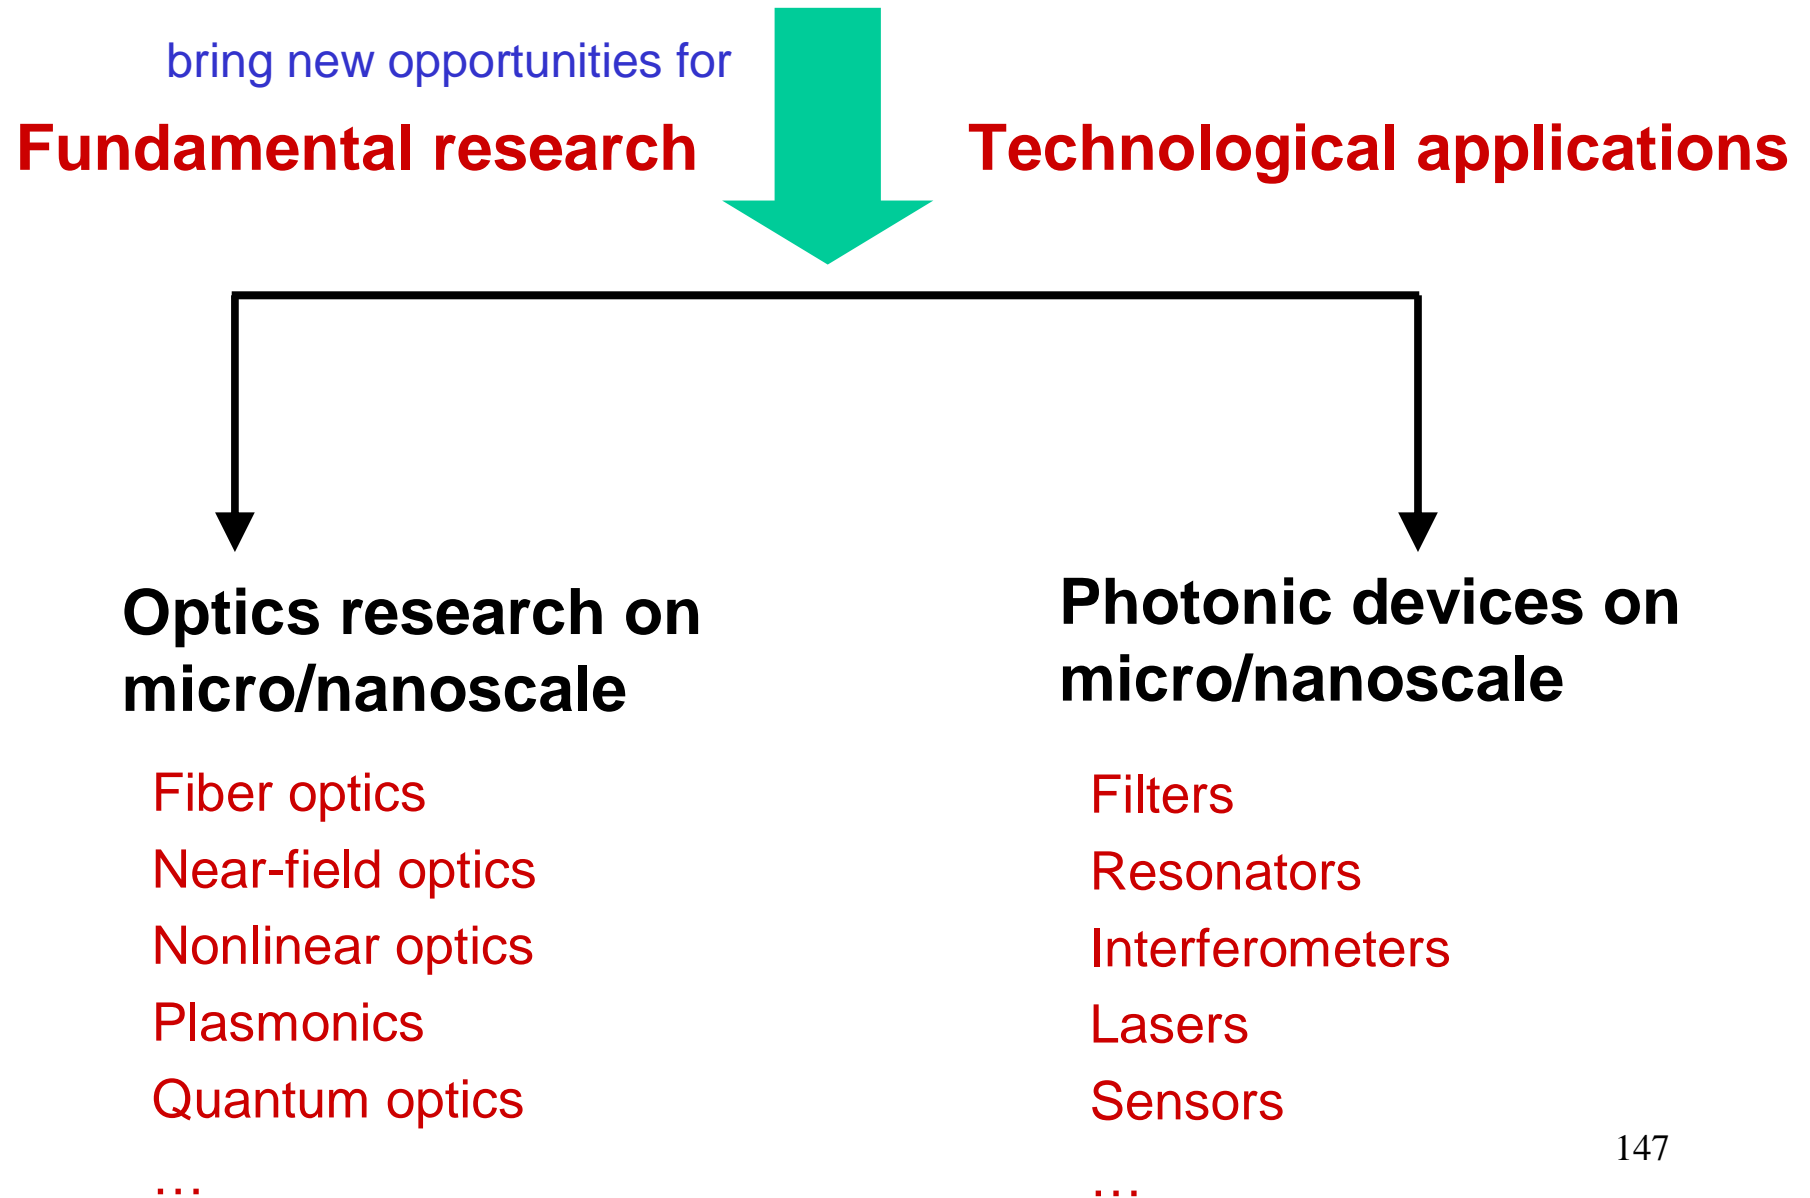 bring new opportunities for
Fundamental research
Technological applications
Optics research on
micro/nanoscale
Fiber optics
Near-field optics
Nonlinear optics
Plasmonics
Quantum optics
…
Photonic devices on
micro/nanoscale
Filters
Resonators
Interferometers
Lasers
Sensors
…
147